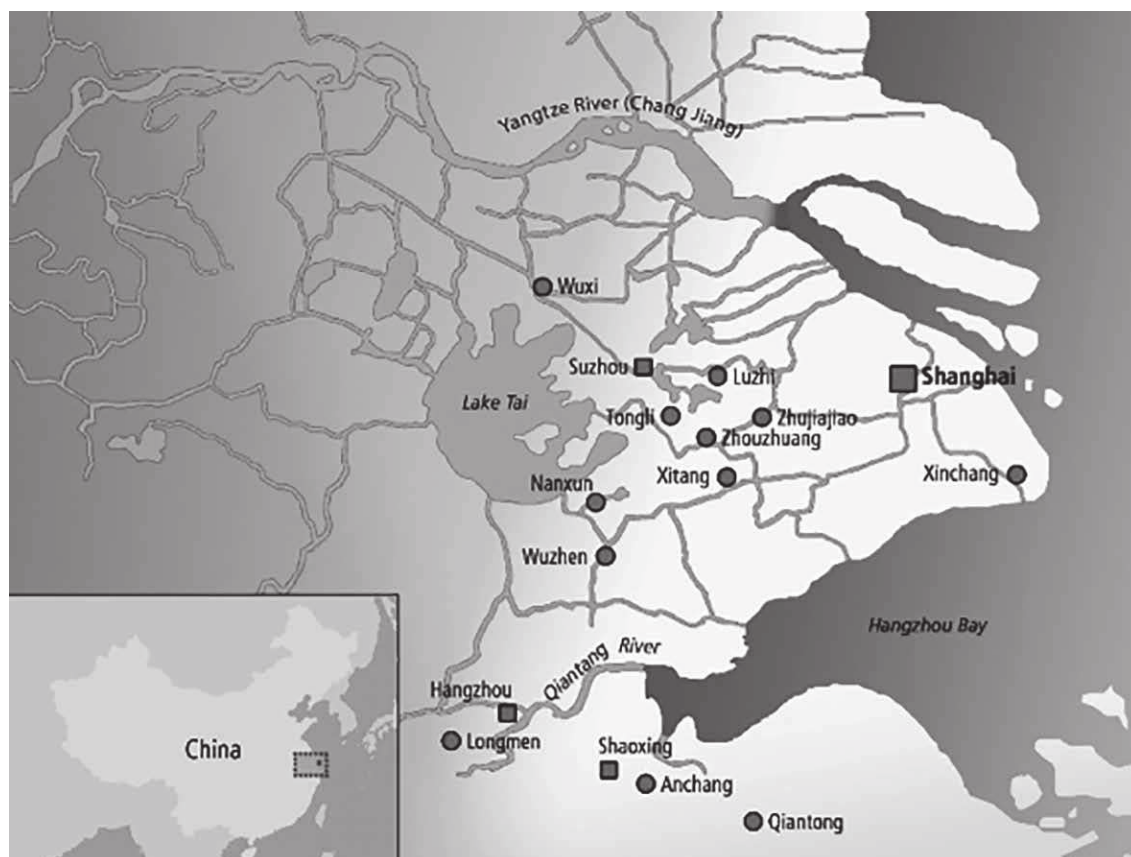 Yangtze River (Chang Jiang)
Wuxi
Suzhou
Luzhi
Shanghai
Lake Tai
Tongli
Zhujiajiao
Zhouzhuang
Xitang
Xinchang
Nanxun
Wuzhen
Hangzhou Bay
Qiantang River
Hangzhou
Longmen
Shaoxing
Anchang
Qiantong
China